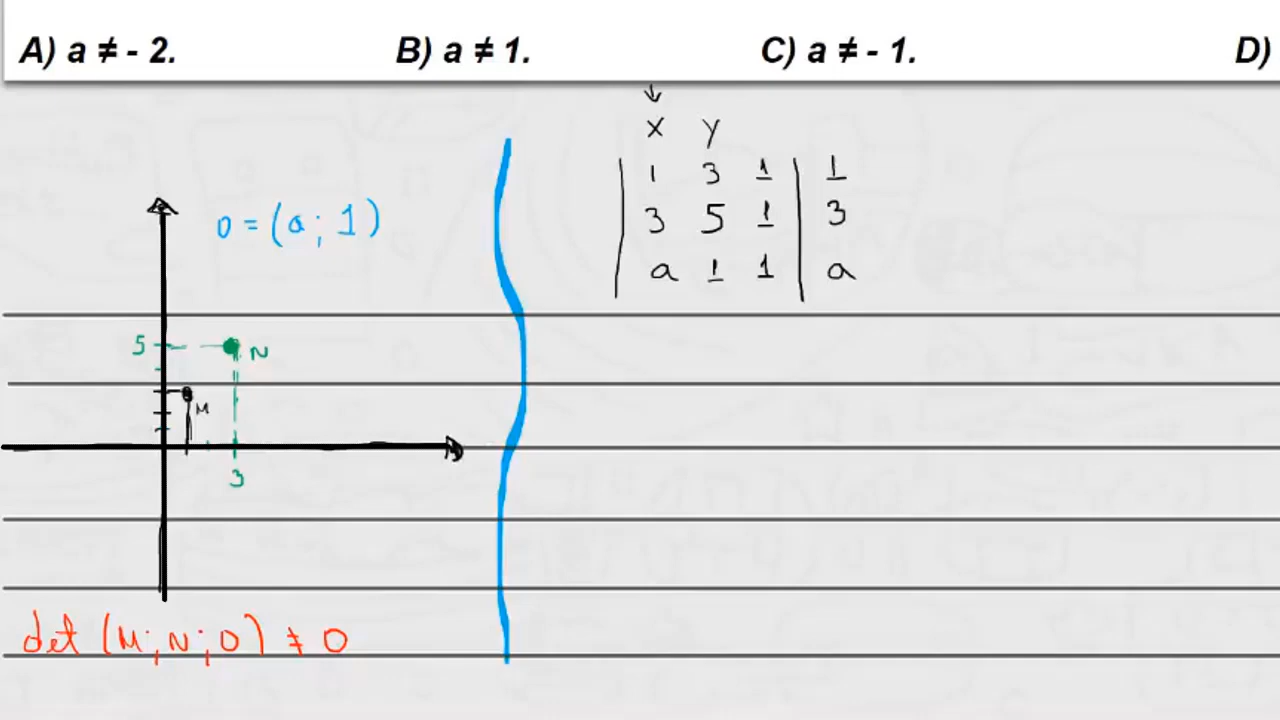 A) a ≠ - 2. B) a ≠ 1. C) a ≠ - 1. D)
↓
x y
| 1 3 1 | 1
| 3 5 1 | 3
| a 1 1 | a
O = (a; 1)
5
N
M
3
det (M; N; O) ≠ 0